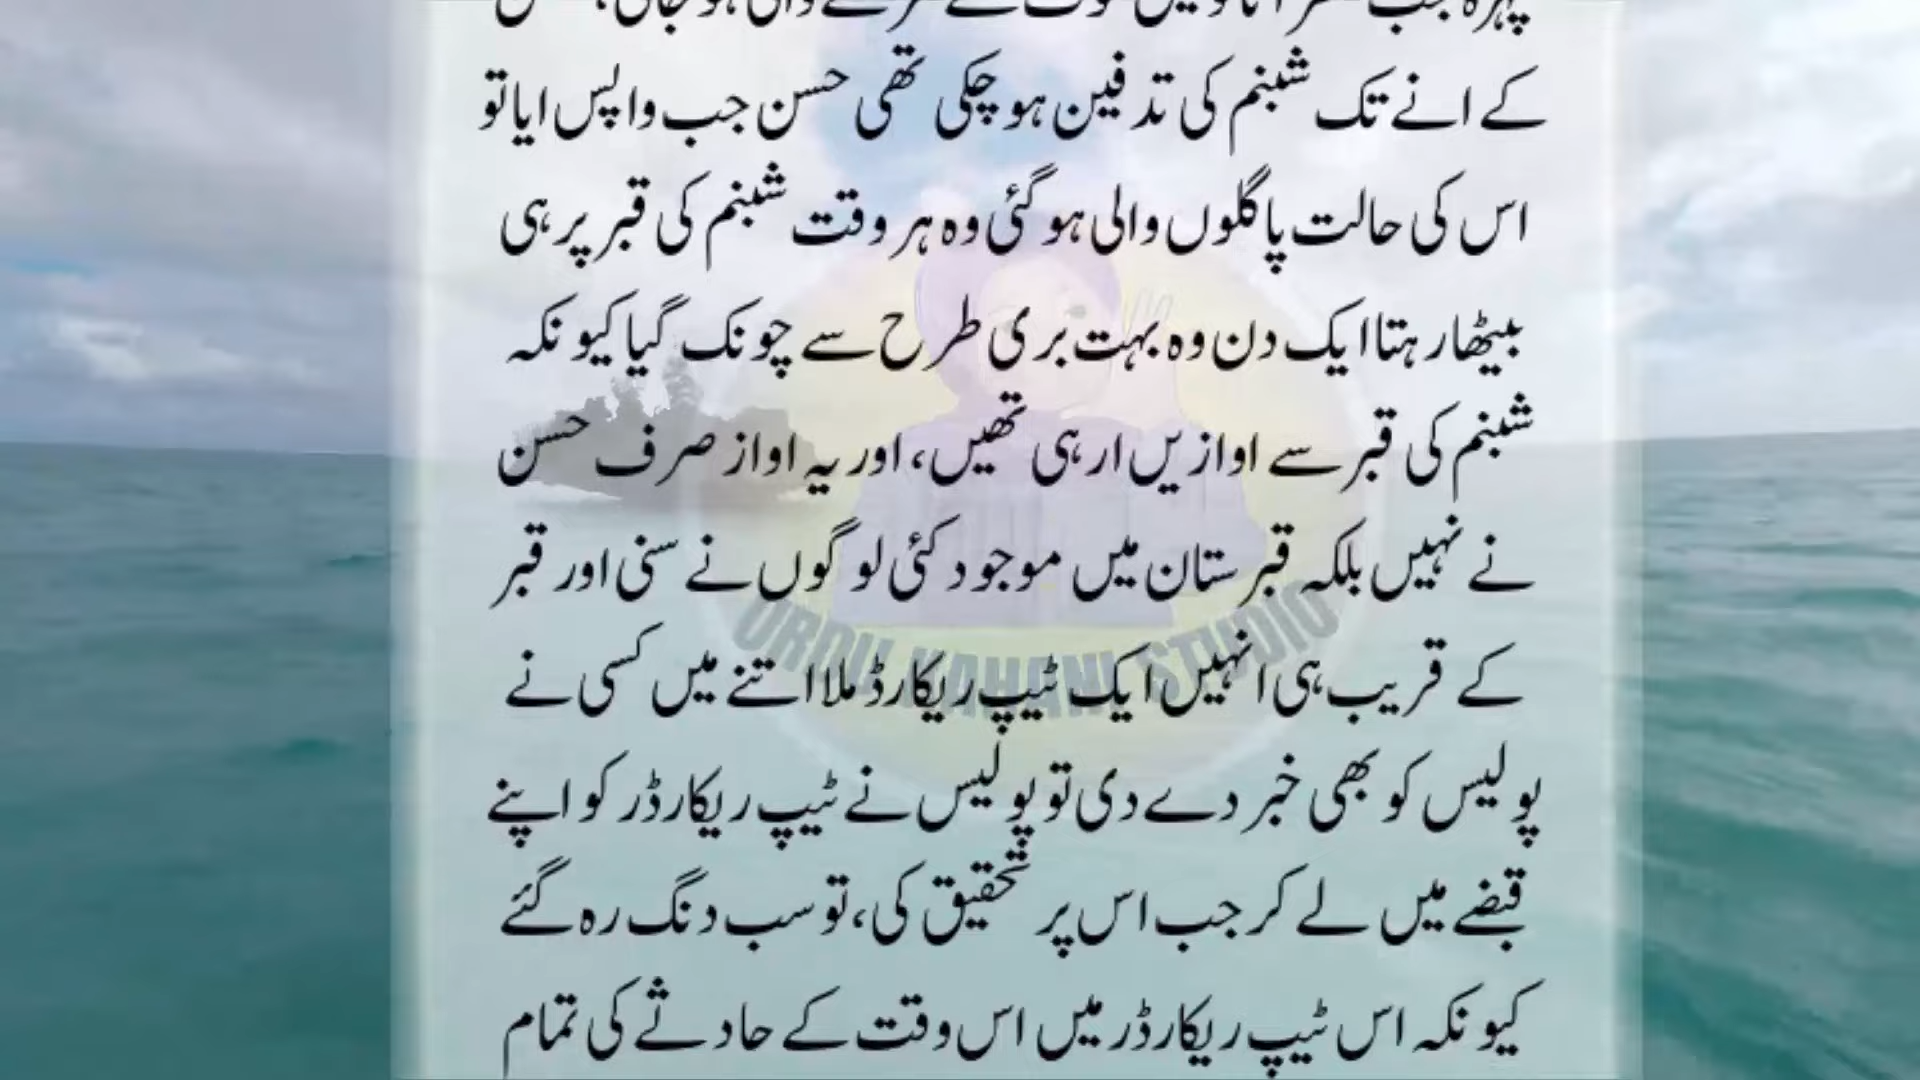 کے انے تک شبنم کی تدفین ہو چکی تھی حسن جب واپس ایا تو
اس کی حالت پاگلوں والی ہو گئی وہ ہر وقت شبنم کی قبر پر ہی
بیٹھا رہتا ایک دن وہ بہت بری طرح سے چونک گیا کیونکہ
شبنم کی قبر سے اوازیں ارہی تھیں، اور یہ اواز صرف حسن
نے نہیں بلکہ قبرستان میں موجود کئی لوگوں نے سنی اور قبر
کے قریب ہی انہیں ایک ٹیپ ریکارڈ ملا اتنے میں کسی نے
URDU KAHANI STUDIO
پولیس کو بھی خبر دے دی تو پولیس نے ٹیپ ریکارڈر کو اپنے
قبضے میں لے کر جب اس پر تحقیق کی، تو سب دنگ رہ گئے
کیونکہ اس ٹیپ ریکارڈر میں اس وقت کے حادثے کی تمام